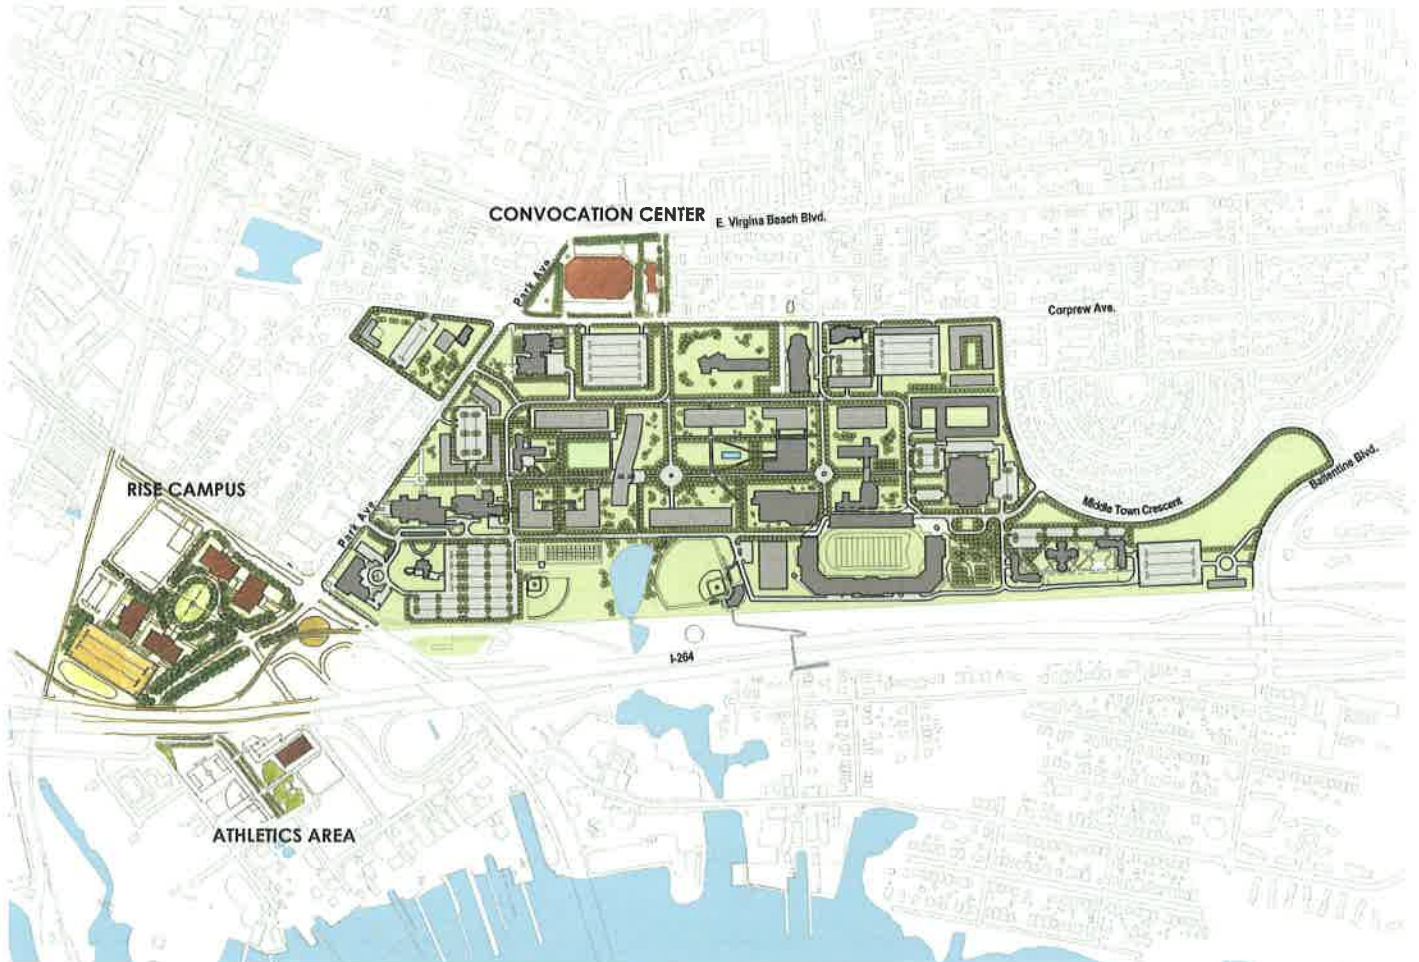 CONVOCATION CENTER
E. Virgina Beach Blvd.
Park Ave
Corprew Ave.
RISE CAMPUS
Park Ave.
Middle Town Crescent
Ballentine Blvd.
I-264
ATHLETICS AREA